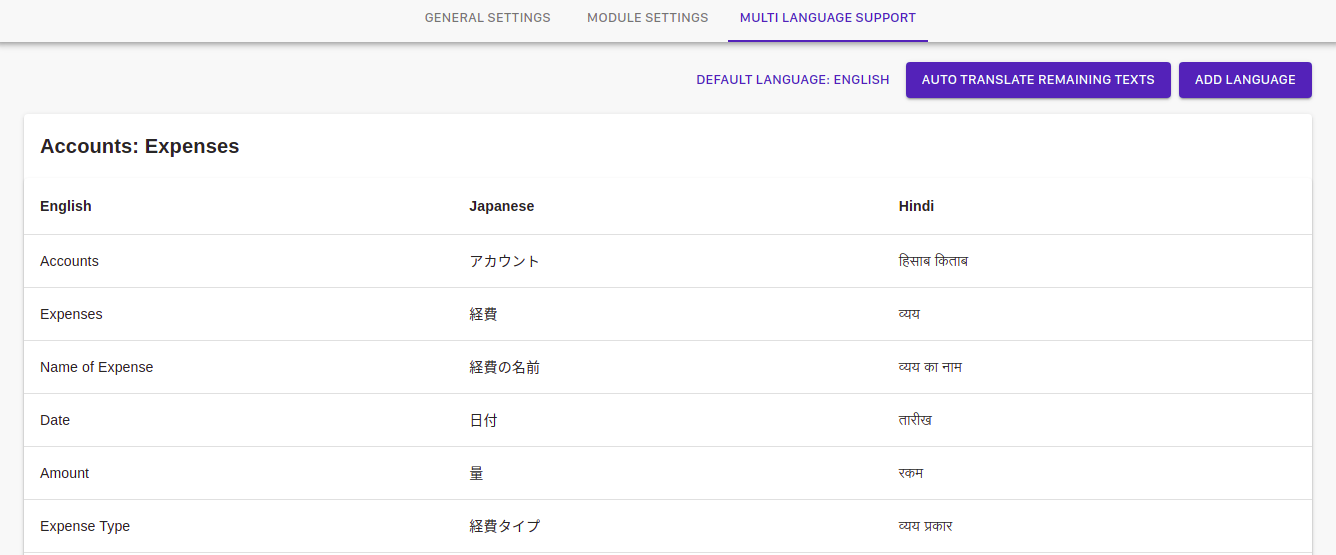 GENERAL SETTINGS MODULE SETTINGS MULTI LANGUAGE SUPPORT
DEFAULT LANGUAGE: ENGLISH AUTO TRANSLATE REMAINING TEXTS ADD LANGUAGE
Accounts: Expenses
English Japanese Hindi
Accounts アカウント हिसाब किताब
Expenses 経費 व्यय
Name of Expense 経費の名前 व्यय का नाम
Date 日付 तारीख
Amount 量 रकम
Expense Type 経費タイプ व्यय प्रकार